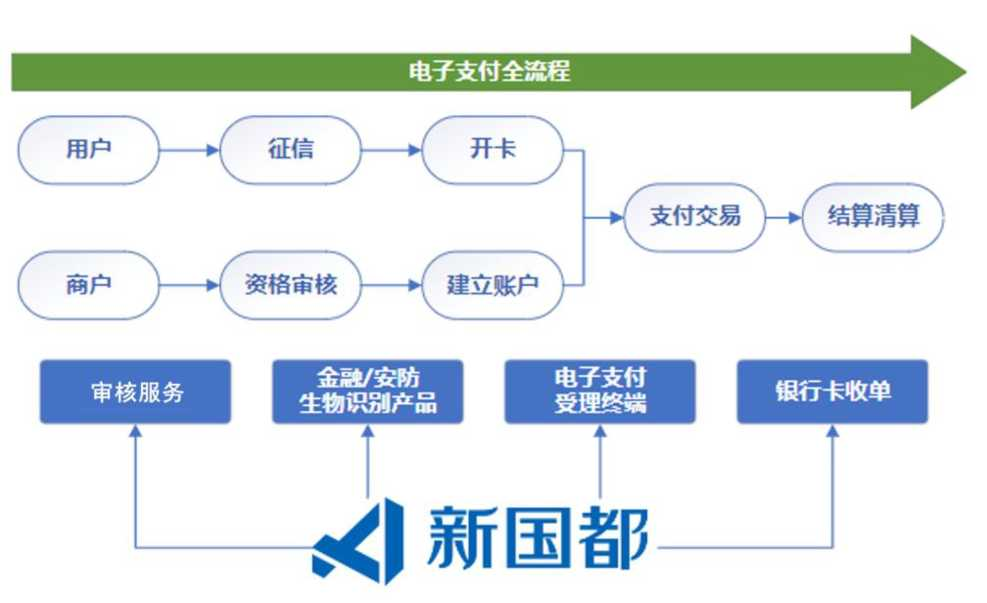 电子支付全流程
用户
征信
开卡
支付交易
结算清算
商户
资格审核
建立账户
审核服务
金融/安防
生物识别产品
电子支付
受理终端
银行卡收单
新国都